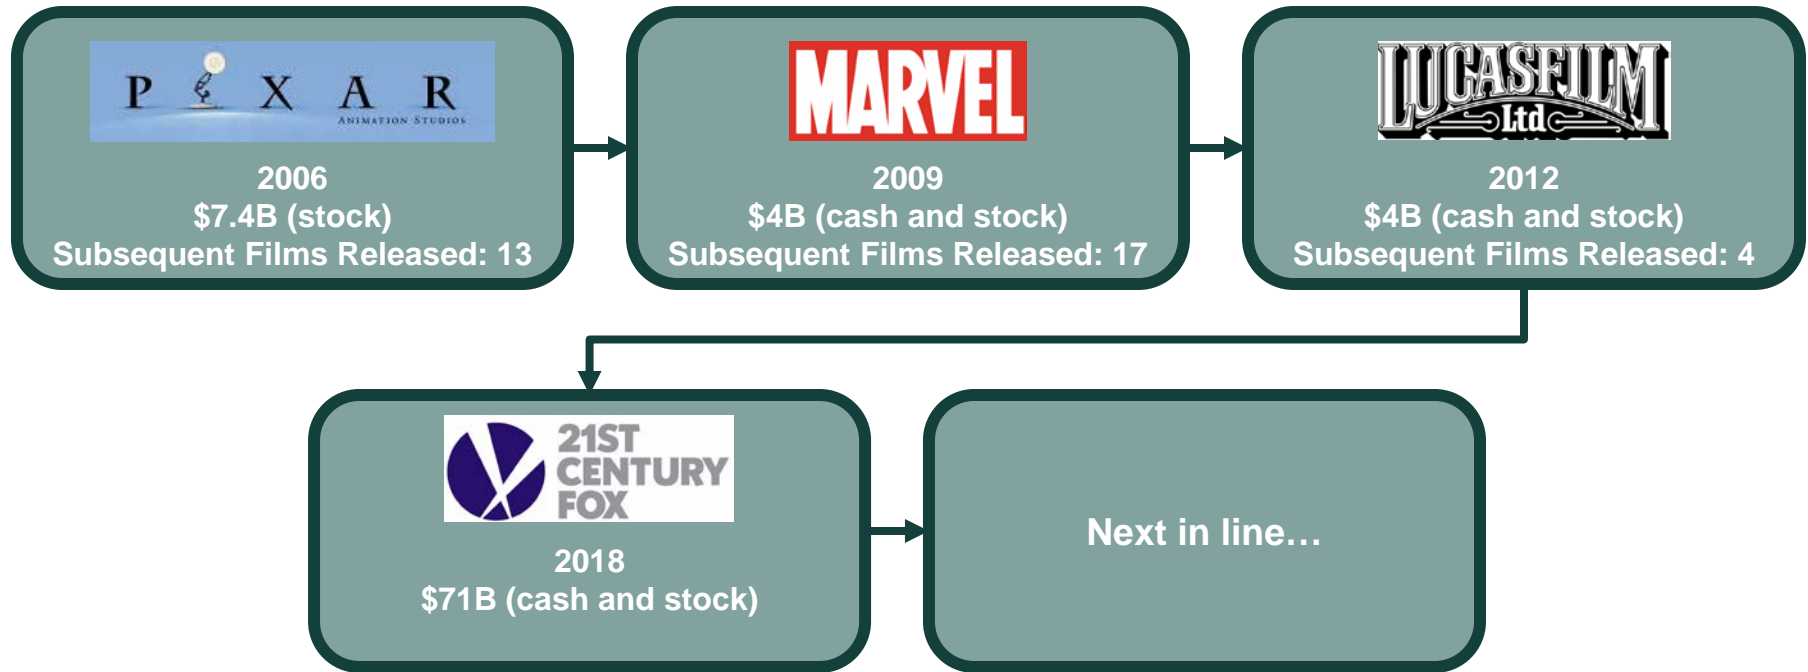 PIXAR
ANIMATION STUDIOS
2006
$7.4B (stock)
Subsequent Films Released: 13
MARVEL
2009
$4B (cash and stock)
Subsequent Films Released: 17
LUCASFILM
Ltd
2012
$4B (cash and stock)
Subsequent Films Released: 4
21ST
CENTURY
FOX
2018
$71B (cash and stock)
Next in line…